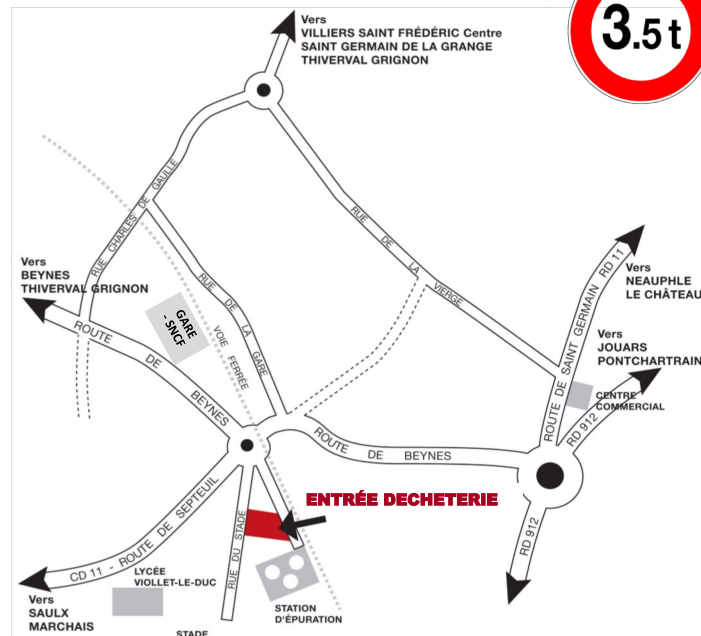 Vers
VILLIERS SAINT FRÉDÉRIC Centre
SAINT GERMAIN DE LA GRANGE
THIVERVAL GRIGNON
3.5 t
RUE CHARLES DE GAULLE
RUE DE LA VIERGE
Vers
BEYNES
THIVERVAL GRIGNON
RUE DE LA GARE
GARE
- SNCF
VOIE FERRÉE
Vers
NEAUPHLE
LE CHÂTEAU
ROUTE DE SAINT GERMAIN RD 11
Vers
JOUARS
PONTCHARTRAIN
CENTRE
COMMERCIAL
RD 912
ROUTE DE BEYNES
ROUTE DE BEYNES
RD 912
ENTRÉE DECHETERIE
CD 11 - ROUTE DE SEPTEUIL
RUE DU STADE
LYCÉE
VIOLLET-LE-DUC
STATION
D'ÉPURATION
Vers
SAULX
MARCHAIS
STADE